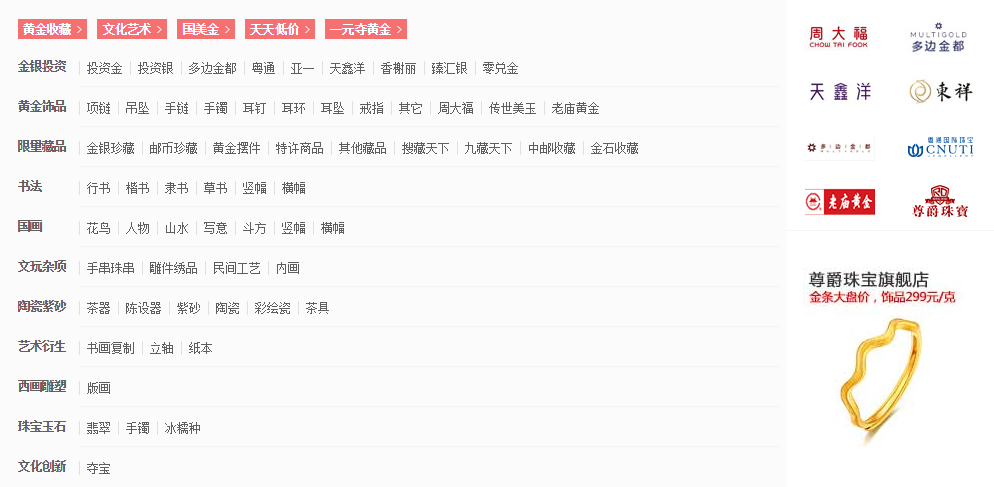 黄金收藏 > 文化艺术 > 国美金 > 天天低价 > 一元夺黄金 >
金银投资 投资金 投资银 多边金都 粤通 亚一 天鑫洋 香榭丽 臻汇银 零兑金
黄金饰品 项链 吊坠 手链 手镯 耳钉 耳环 耳坠 戒指 其它 周大福 传世美玉 老庙黄金
限量藏品 金银珍藏 邮币珍藏 黄金摆件 特许商品 其他藏品 搜藏天下 九藏天下 中邮收藏 金石收藏
书法 行书 楷书 隶书 草书 竖幅 横幅
国画 花鸟 人物 山水 写意 斗方 竖幅 横幅
文玩杂项 手串珠串 雕件绣品 民间工艺 内画
陶瓷紫砂 茶器 陈设器 紫砂 陶瓷 彩绘瓷 茶具
艺术衍生 书画复制 立轴 纸本
西画雕塑 版画
珠宝玉石 翡翠 手镯 冰糯种
文化创新 夺宝
周大福
CHOW TAI FOOK
MULTIGOLD
多边金都
天鑫洋
東祥
多边金都
粤通国际珠宝
CNUTI
JEWELLERY
老庙黄金
尊爵珠寶
尊爵珠宝旗舰店
金条大盘价，饰品299元/克